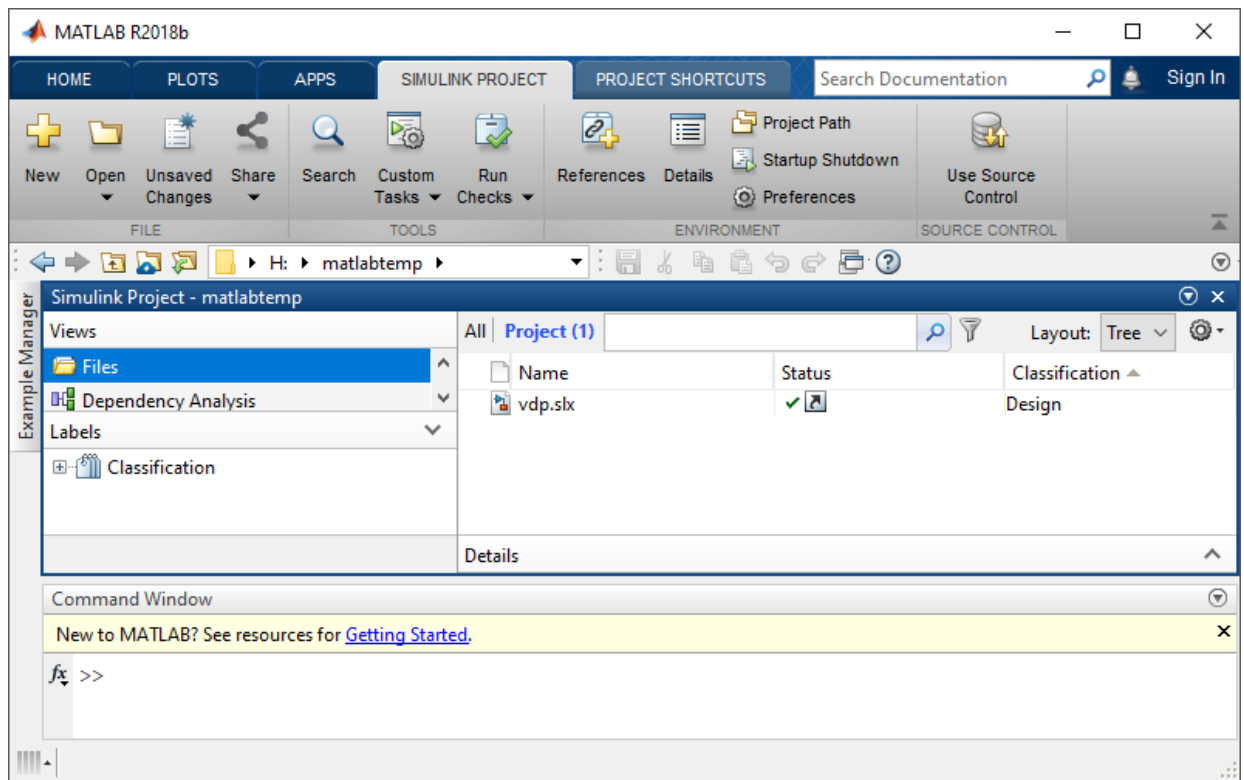 MATLAB R2018b
HOME PLOTS APPS SIMULINK PROJECT PROJECT SHORTCUTS Search Documentation Sign In
New Open Unsaved Changes Share Search Custom Tasks Run Checks References Details Project Path
Startup Shutdown
Preferences
Use Source Control
FILE TOOLS ENVIRONMENT SOURCE CONTROL
H: matlabtemp
Example Manager
Simulink Project - matlabtemp
Views
Files
Dependency Analysis
Labels
Classification
All Project (1) Layout: Tree
Name Status Classification
vdp.slx Design
Details
Command Window
New to MATLAB? See resources for Getting Started.
fx >>